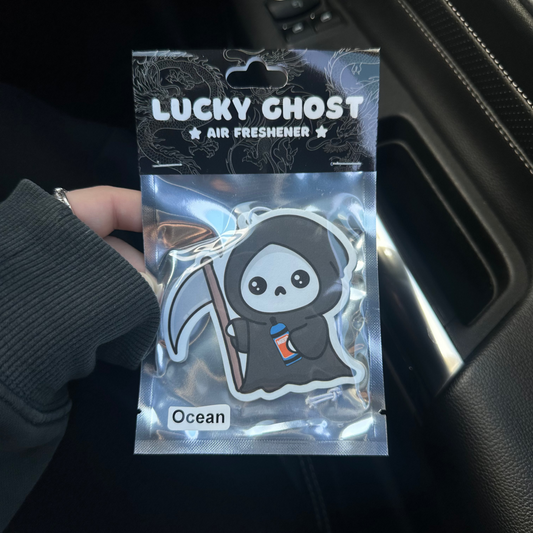 LUCKY GHOST
★ AIR FRESHENER ★
Ocean